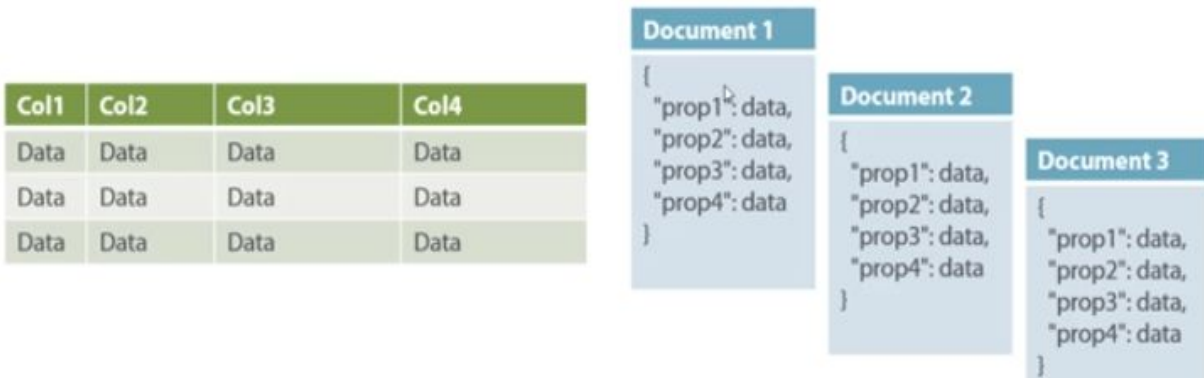 Col1 Col2 Col3 Col4
Data Data Data Data
Data Data Data Data
Data Data Data Data
Document 1
{
"prop1": data,
"prop2": data,
"prop3": data,
"prop4": data
}
Document 2
{
"prop1": data,
"prop2": data,
"prop3": data,
"prop4": data
}
Document 3
{
"prop1": data,
"prop2": data,
"prop3": data,
"prop4": data
}